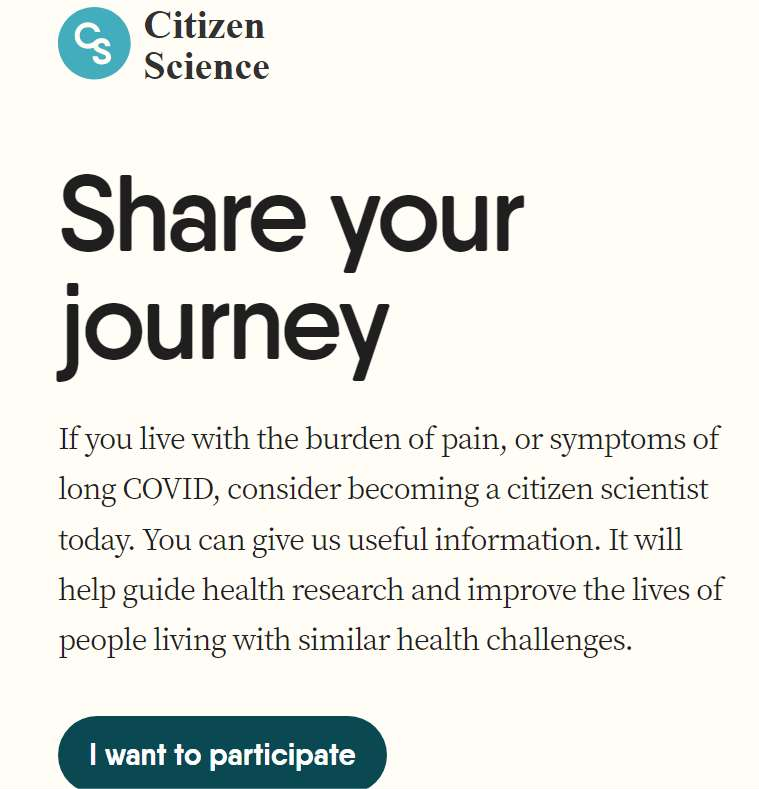 CS
Citizen
Science
Share your
journey
If you live with the burden of pain, or symptoms of
long COVID, consider becoming a citizen scientist
today. You can give us useful information. It will
help guide health research and improve the lives of
people living with similar health challenges.
I want to participate